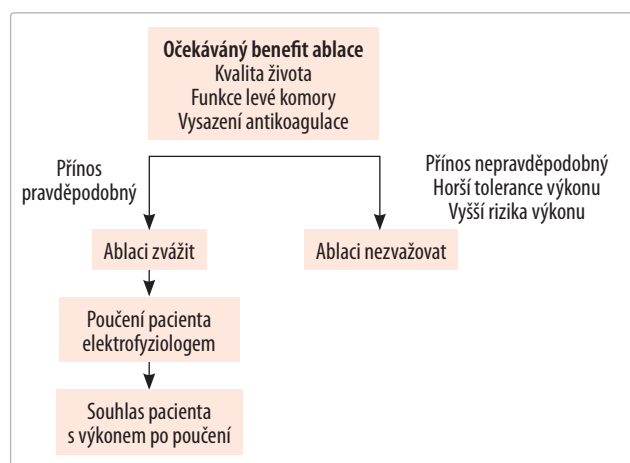 Očekáváný benefit ablace
Kvalita života
Funkce levé komory
Vysazení antikoagulace
Přínos
pravděpodobný
Přínos nepravděpodobný
Horší tolerance výkonu
Vyšší rizika výkonu
Ablaci zvážit
Ablaci nezvažovat
Poučení pacienta
elektrofyziologem
Souhlas pacienta
s výkonem po poučení